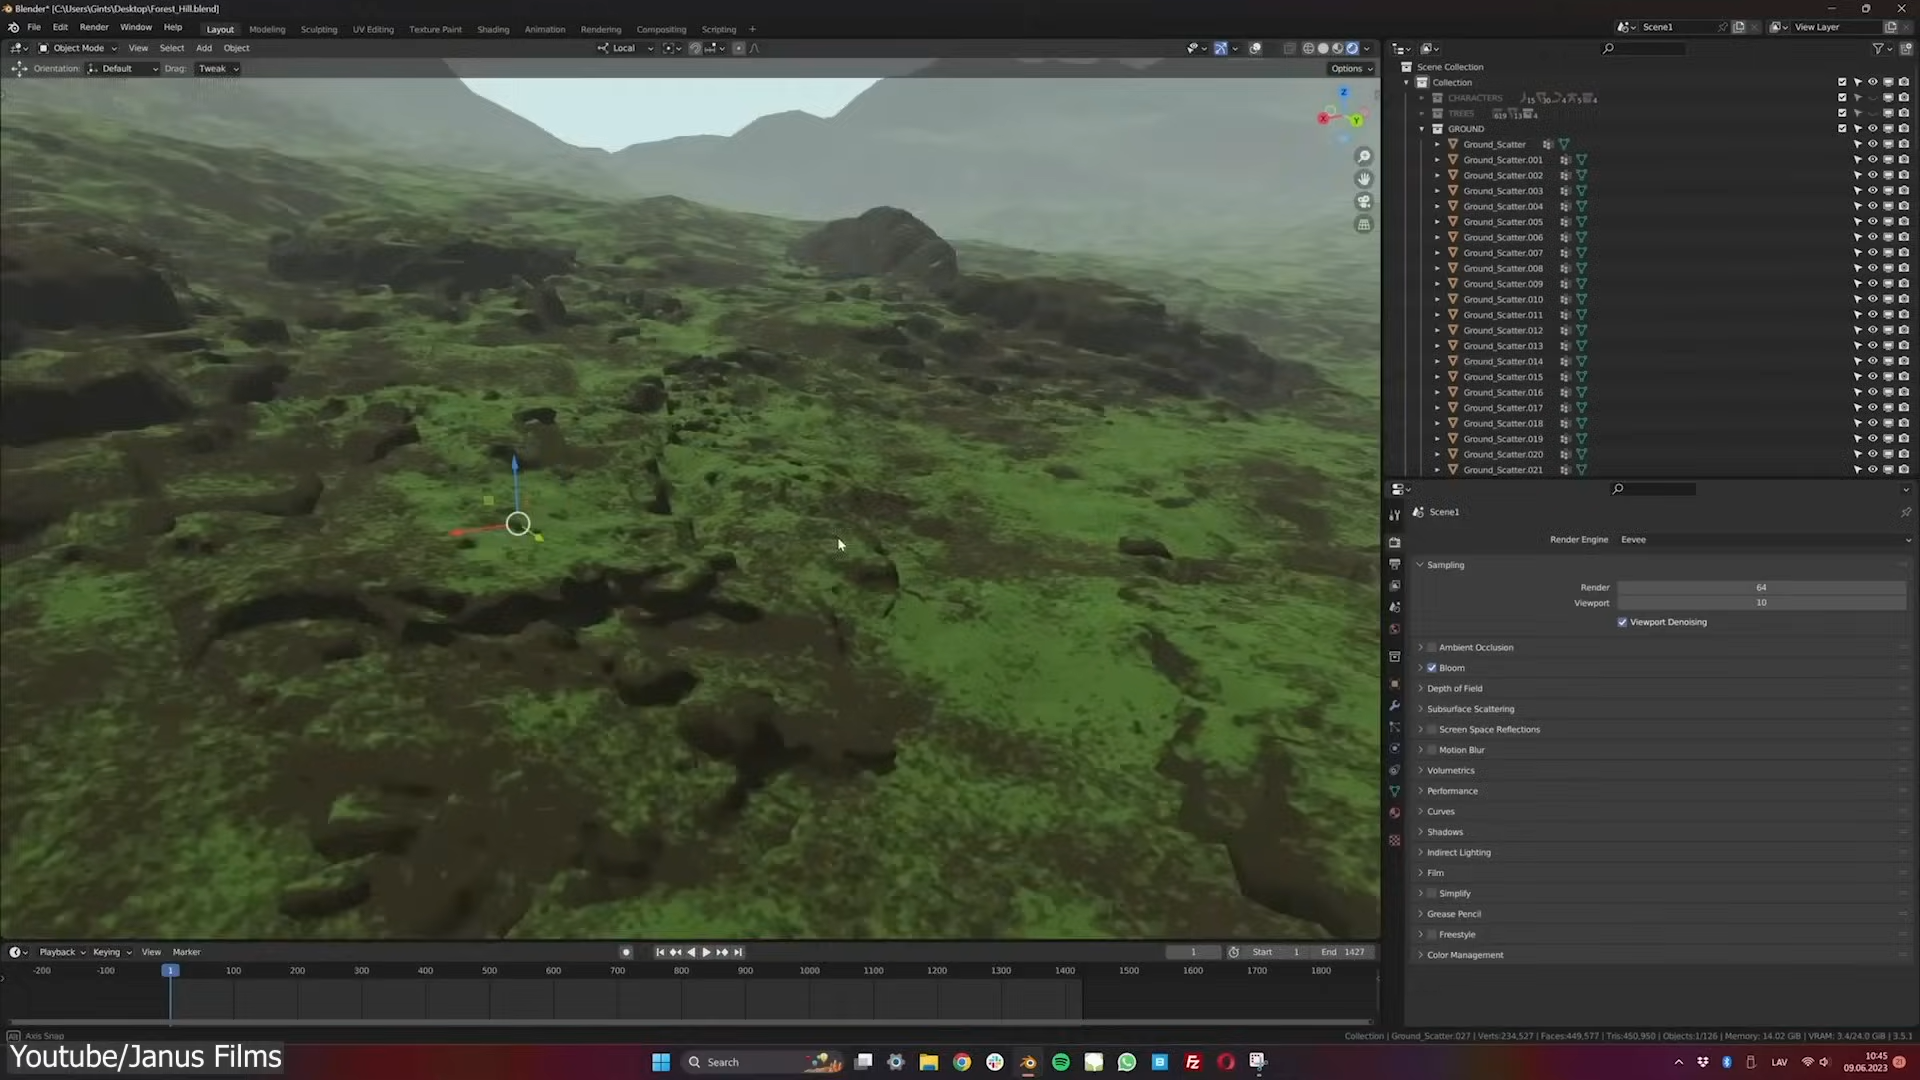 Blender* [C:\Users\Gints\Desktop\Forest_Hill.blend]
File Edit Render Window Help Layout Modeling Sculpting UV Editing Texture Paint Shading Animation Rendering Compositing Scripting + Scene1 View Layer
Object Mode View Select Add Object Local
Orientation: Default Drag: Tweak Options
Z
X
Y
Scene Collection
Collection
CHARACTERS
TREES
GROUND
Ground_Scatter
Ground_Scatter.001
Ground_Scatter.002
Ground_Scatter.003
Ground_Scatter.004
Ground_Scatter.005
Ground_Scatter.006
Ground_Scatter.007
Ground_Scatter.008
Ground_Scatter.009
Ground_Scatter.010
Ground_Scatter.011
Ground_Scatter.012
Ground_Scatter.013
Ground_Scatter.014
Ground_Scatter.015
Ground_Scatter.016
Ground_Scatter.017
Ground_Scatter.018
Ground_Scatter.019
Ground_Scatter.020
Ground_Scatter.021
Scene1
Render Engine Eevee
Sampling
Render 64
Viewport 10
Viewport Denoising
Ambient Occlusion
Bloom
Depth of Field
Subsurface Scattering
Screen Space Reflections
Motion Blur
Volumetrics
Performance
Curves
Shadows
Indirect Lighting
Film
Simplify
Grease Pencil
Freestyle
Color Management
Playback Keying View Marker 1 Start 1 End 1427
-200 -100 1 100 200 300 400 500 600 700 800 900 1000 1100 1200 1300 1400 1500 1600 1700 1800
Axis Snap
Collection | Ground_Scatter.027 | Verts:234,527 | Faces:449,577 | Tris:450,950 | Objects:1/126 | Memory: 14.02 GiB | VRAM: 3.4/24.0 GiB | 3.5.1
Youtube/Janus Films
Search
LAV
10:45
09.06.2023